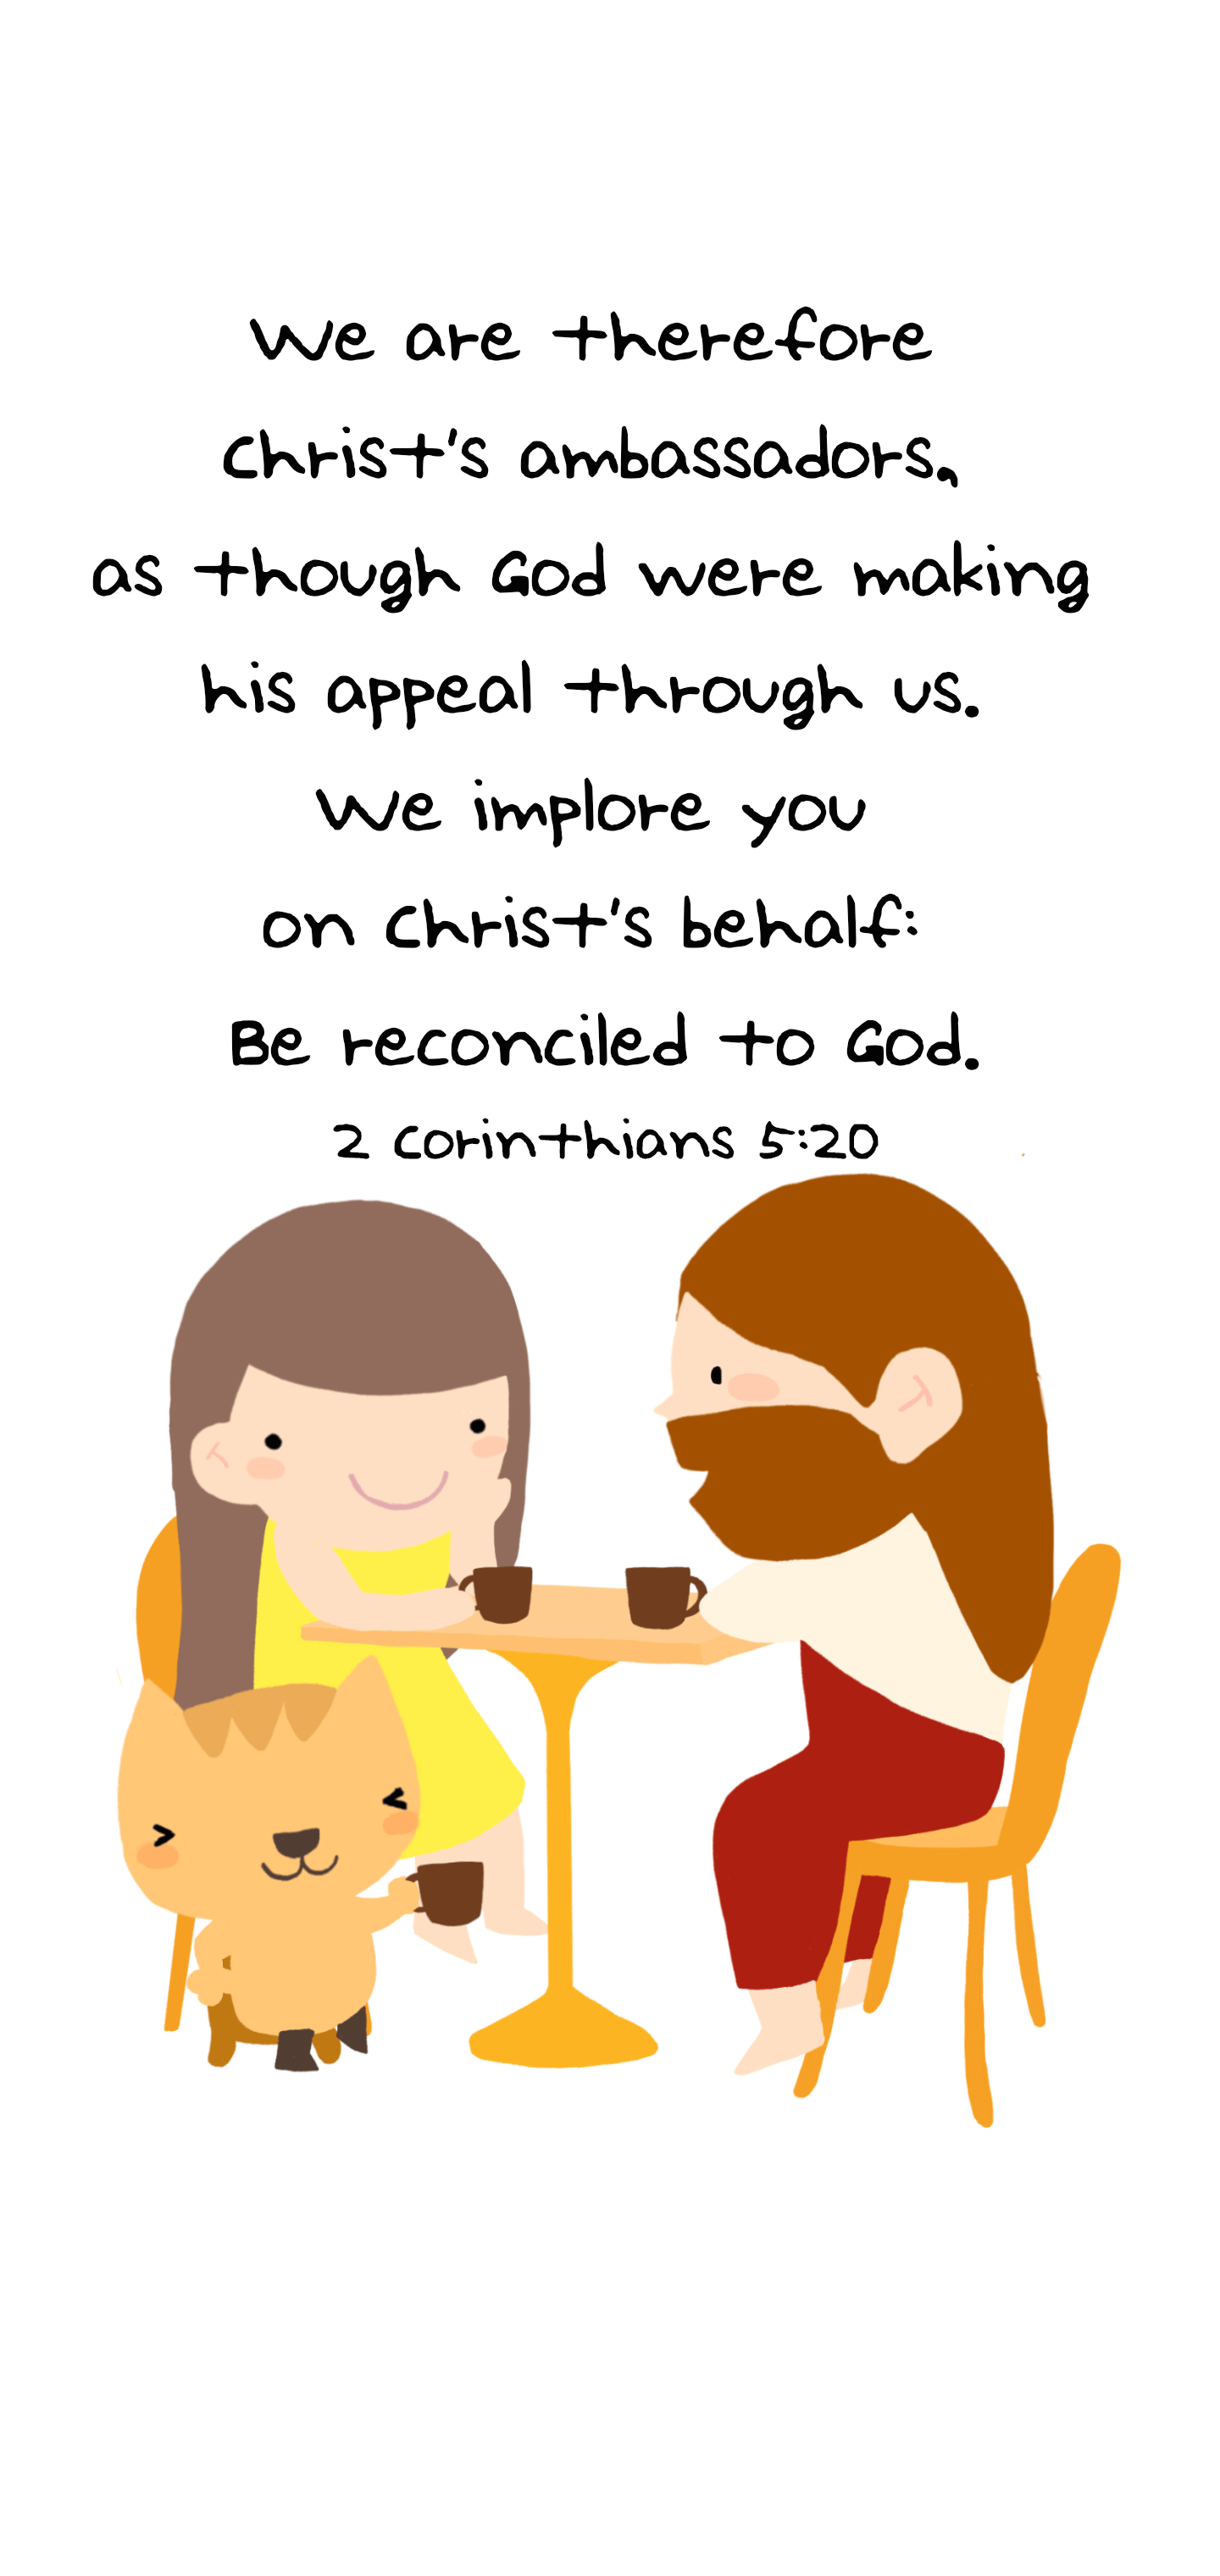 We are therefore
Christ's ambassadors,
as though God were making
his appeal through us.
We implore you
on Christ's behalf:
Be reconciled to God.
2 Corinthians 5:20